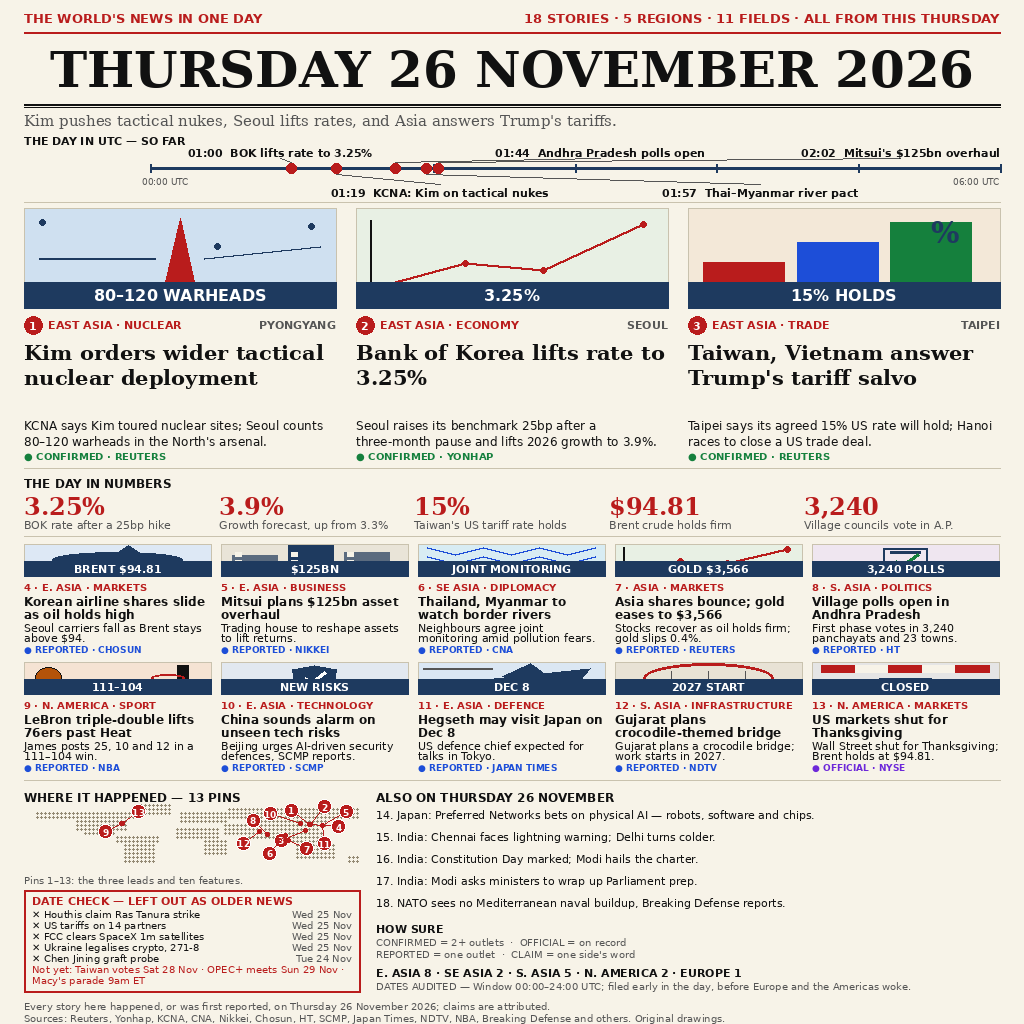 THE WORLD'S NEWS IN ONE DAY
18 STORIES · 5 REGIONS · 11 FIELDS · ALL FROM THIS THURSDAY
THURSDAY 26 NOVEMBER 2026
Kim pushes tactical nukes, Seoul lifts rates, and Asia answers Trump's tariffs.
THE DAY IN UTC — SO FAR
01:00 BOK lifts rate to 3.25%
01:44 Andhra Pradesh polls open
02:02 Mitsui's $125bn overhaul
00:00 UTC
06:00 UTC
01:19 KCNA: Kim on tactical nukes
01:57 Thai–Myanmar river pact
80–120 WARHEADS
1 EAST ASIA · NUCLEAR
PYONGYANG
Kim orders wider tactical
nuclear deployment
KCNA says Kim toured nuclear sites; Seoul counts
80–120 warheads in the North's arsenal.
● CONFIRMED · REUTERS
3.25%
2 EAST ASIA · ECONOMY
SEOUL
Bank of Korea lifts rate to
3.25%
Seoul raises its benchmark 25bp after a
three-month pause and lifts 2026 growth to 3.9%.
● CONFIRMED · YONHAP
%
15% HOLDS
3 EAST ASIA · TRADE
TAIPEI
Taiwan, Vietnam answer
Trump's tariff salvo
Taipei says its agreed 15% US rate will hold; Hanoi
races to close a US trade deal.
● CONFIRMED · REUTERS
THE DAY IN NUMBERS
3.25%
BOK rate after a 25bp hike
3.9%
Growth forecast, up from 3.3%
15%
Taiwan's US tariff rate holds
$94.81
Brent crude holds firm
3,240
Village councils vote in A.P.
BRENT $94.81
4 · E. ASIA · MARKETS
Korean airline shares slide
as oil holds high
Seoul carriers fall as Brent stays
above $94.
● REPORTED · CHOSUN
$125BN
5 · E. ASIA · BUSINESS
Mitsui plans $125bn asset
overhaul
Trading house to reshape assets
to lift returns.
● REPORTED · NIKKEI
JOINT MONITORING
6 · SE ASIA · DIPLOMACY
Thailand, Myanmar to
watch border rivers
Neighbours agree joint
monitoring amid pollution fears.
● REPORTED · CNA
GOLD $3,566
7 · ASIA · MARKETS
Asia shares bounce; gold
eases to $3,566
Stocks recover as oil holds firm;
gold slips 0.4%.
● REPORTED · REUTERS
3,240 POLLS
8 · S. ASIA · POLITICS
Village polls open in
Andhra Pradesh
First phase votes in 3,240
panchayats and 23 towns.
● REPORTED · HT
111–104
9 · N. AMERICA · SPORT
LeBron triple-double lifts
76ers past Heat
James posts 25, 10 and 12 in a
111–104 win.
● REPORTED · NBA
NEW RISKS
10 · E. ASIA · TECHNOLOGY
China sounds alarm on
unseen tech risks
Beijing urges AI-driven security
defences, SCMP reports.
● REPORTED · SCMP
DEC 8
11 · E. ASIA · DEFENCE
Hegseth may visit Japan on
Dec 8
US defence chief expected for
talks in Tokyo.
● REPORTED · JAPAN TIMES
2027 START
12 · S. ASIA · INFRASTRUCTURE
Gujarat plans
crocodile-themed bridge
Gujarat plans a crocodile bridge;
work starts in 2027.
● REPORTED · NDTV
CLOSED
13 · N. AMERICA · MARKETS
US markets shut for
Thanksgiving
Wall Street shut for Thanksgiving;
Brent holds at $94.81.
● OFFICIAL · NYSE
WHERE IT HAPPENED — 13 PINS
13
9
10
1
2
5
8
4
12
3
6
7
11
Pins 1–13: the three leads and ten features.
DATE CHECK — LEFT OUT AS OLDER NEWS
✕ Houthis claim Ras Tanura strike Wed 25 Nov
✕ US tariffs on 14 partners Wed 25 Nov
✕ FCC clears SpaceX 1m satellites Wed 25 Nov
✕ Ukraine legalises crypto, 271-8 Wed 25 Nov
✕ Chen Jining graft probe Tue 24 Nov
Not yet: Taiwan votes Sat 28 Nov · OPEC+ meets Sun 29 Nov ·
Macy's parade 9am ET
ALSO ON THURSDAY 26 NOVEMBER
14. Japan: Preferred Networks bets on physical AI — robots, software and chips.
15. India: Chennai faces lightning warning; Delhi turns colder.
16. India: Constitution Day marked; Modi hails the charter.
17. India: Modi asks ministers to wrap up Parliament prep.
18. NATO sees no Mediterranean naval buildup, Breaking Defense reports.
HOW SURE
CONFIRMED = 2+ outlets · OFFICIAL = on record
REPORTED = one outlet · CLAIM = one side's word
E. ASIA 8 · SE ASIA 2 · S. ASIA 5 · N. AMERICA 2 · EUROPE 1
DATES AUDITED — Window 00:00–24:00 UTC; filed early in the day, before Europe and the Americas woke.
Every story here happened, or was first reported, on Thursday 26 November 2026; claims are attributed.
Sources: Reuters, Yonhap, KCNA, CNA, Nikkei, Chosun, HT, SCMP, Japan Times, NDTV, NBA, Breaking Defense and others. Original drawings.